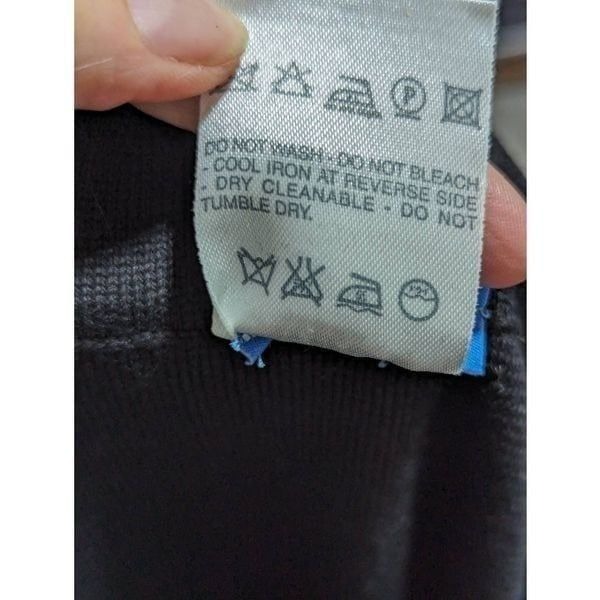 P
DO NOT WASH - DO NOT BLEACH
- COOL IRON AT REVERSE SIDE
- DRY CLEANABLE - DO NOT
TUMBLE DRY.